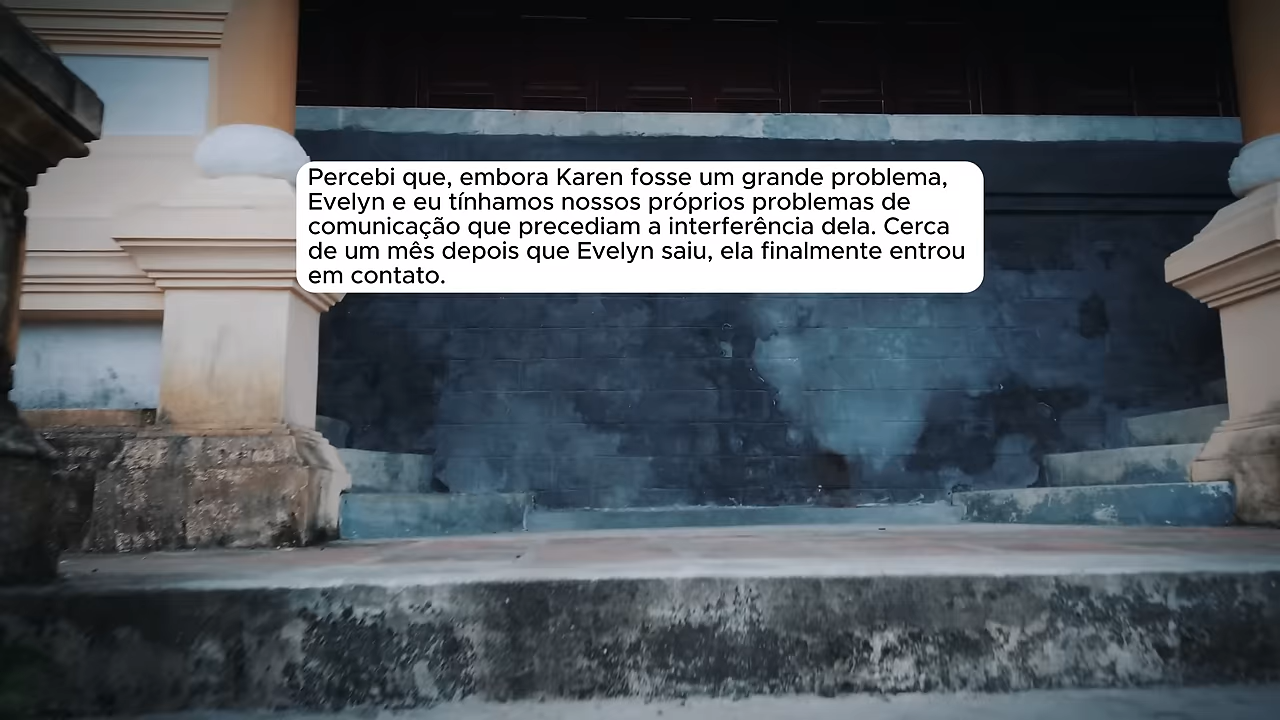 Percebi que, embora Karen fosse um grande problema,
Evelyn e eu tínhamos nossos próprios problemas de
comunicação que precediam a interferência dela. Cerca
de um mês depois que Evelyn saiu, ela finalmente entrou
em contato.